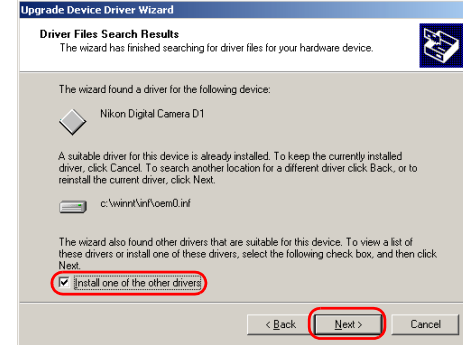 Upgrade Device Driver Wizard
Driver Files Search Results
The wizard has finished searching for driver files for your hardware device.
The wizard found a driver for the following device:
Nikon Digital Camera D1
A suitable driver for this device is already installed. To keep the currently installed
driver, click Cancel. To search another location for a different driver click Back, or to
reinstall the current driver, click Next.
c:\winnt\inf\oem0.inf
The wizard also found other drivers that are suitable for this device. To view a list of
these drivers or install one of these drivers, select the following check box, and then click
Next.
Install one of the other drivers
< Back
Next >
Cancel